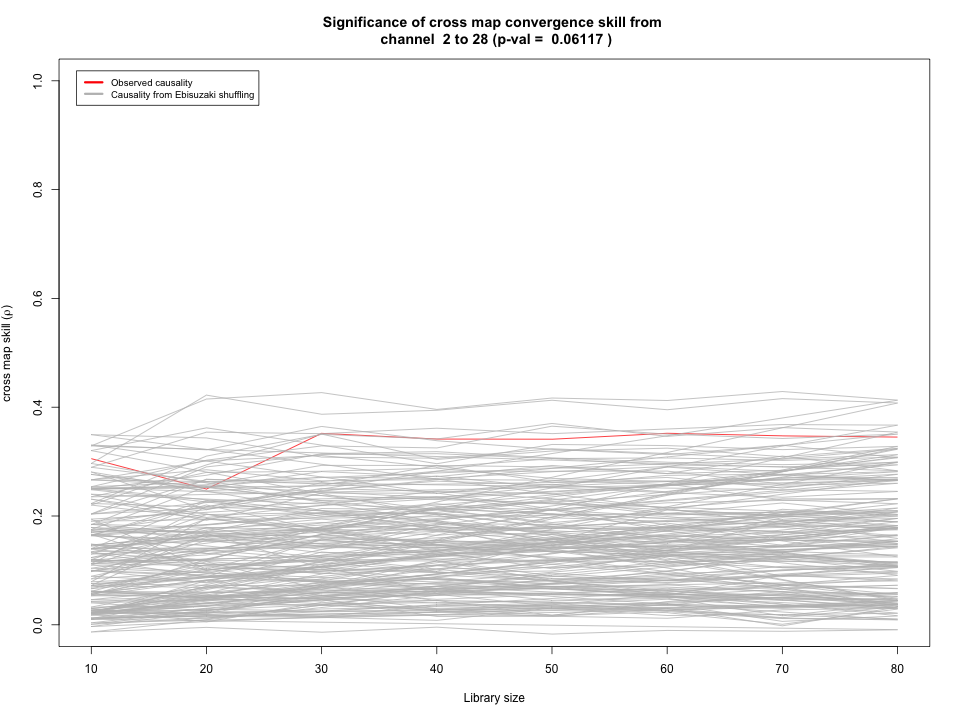 Significance of cross map convergence skill from
channel  2 to 28 (p-val =  0.06117 )
Observed causality
Causality from Ebisuzaki shuffling
cross map skill (ρ)
1.0
0.8
0.6
0.4
0.2
0.0
10 20 30 40 50 60 70 80
Library size